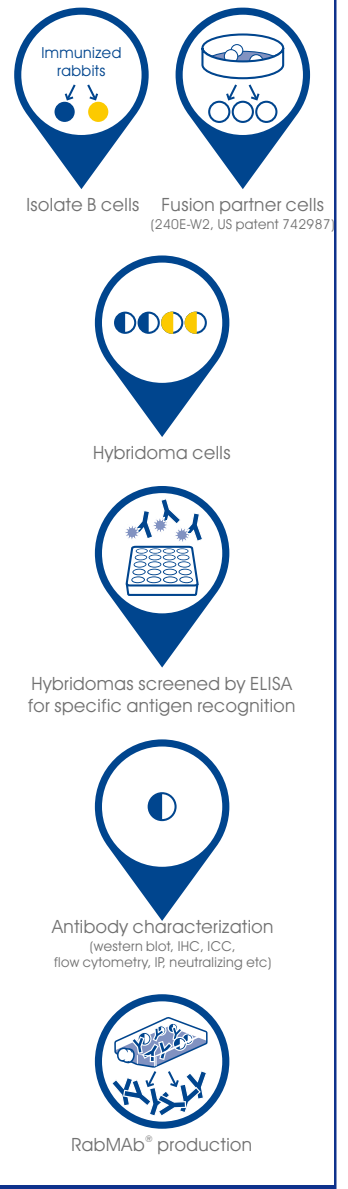 Immunized
rabbits
Isolate B cells
Fusion partner cells
(240E-W2, US patent 742987)
Hybridoma cells
Hybridomas screened by ELISA
for specific antigen recognition
Antibody characterization
(western blot, IHC, ICC,
flow cytometry, IP, neutralizing etc)
RabMAb® production